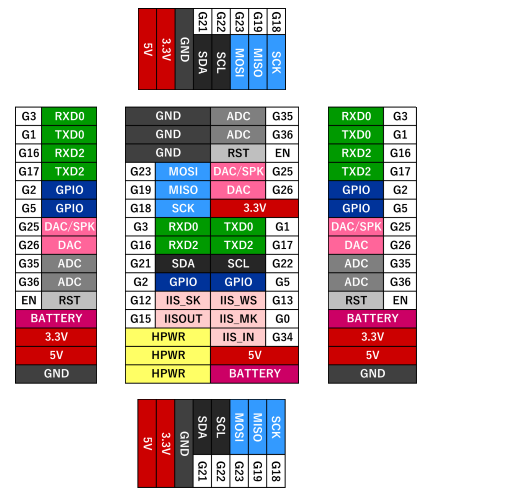 G21 G22 G23 G19 G18
5V 3.3V GND SDA SCL MOSI MISO SCK
G3 RXD0
G1 TXD0
G16 RXD2
G17 TXD2
G2 GPIO
G5 GPIO
G25 DAC/SPK
G26 DAC
G35 ADC
G36 ADC
EN RST
BATTERY
3.3V
5V
GND
GND ADC G35
GND ADC G36
GND RST EN
G23 MOSI DAC/SPK G25
G19 MISO DAC G26
G18 SCK 3.3V
G3 RXD0 TXD0 G1
G16 RXD2 TXD2 G17
G21 SDA SCL G22
G2 GPIO GPIO G5
G12 IIS_SK IIS_WS G13
G15 IISOUT IIS_MK G0
HPWR IIS_IN G34
HPWR 5V
HPWR BATTERY
RXD0 G3
TXD0 G1
RXD2 G16
TXD2 G17
GPIO G2
GPIO G5
DAC/SPK G25
DAC G26
ADC G35
ADC G36
RST EN
BATTERY
3.3V
5V
GND
5V 3.3V GND SDA SCL MOSI MISO SCK
G21 G22 G23 G19 G18